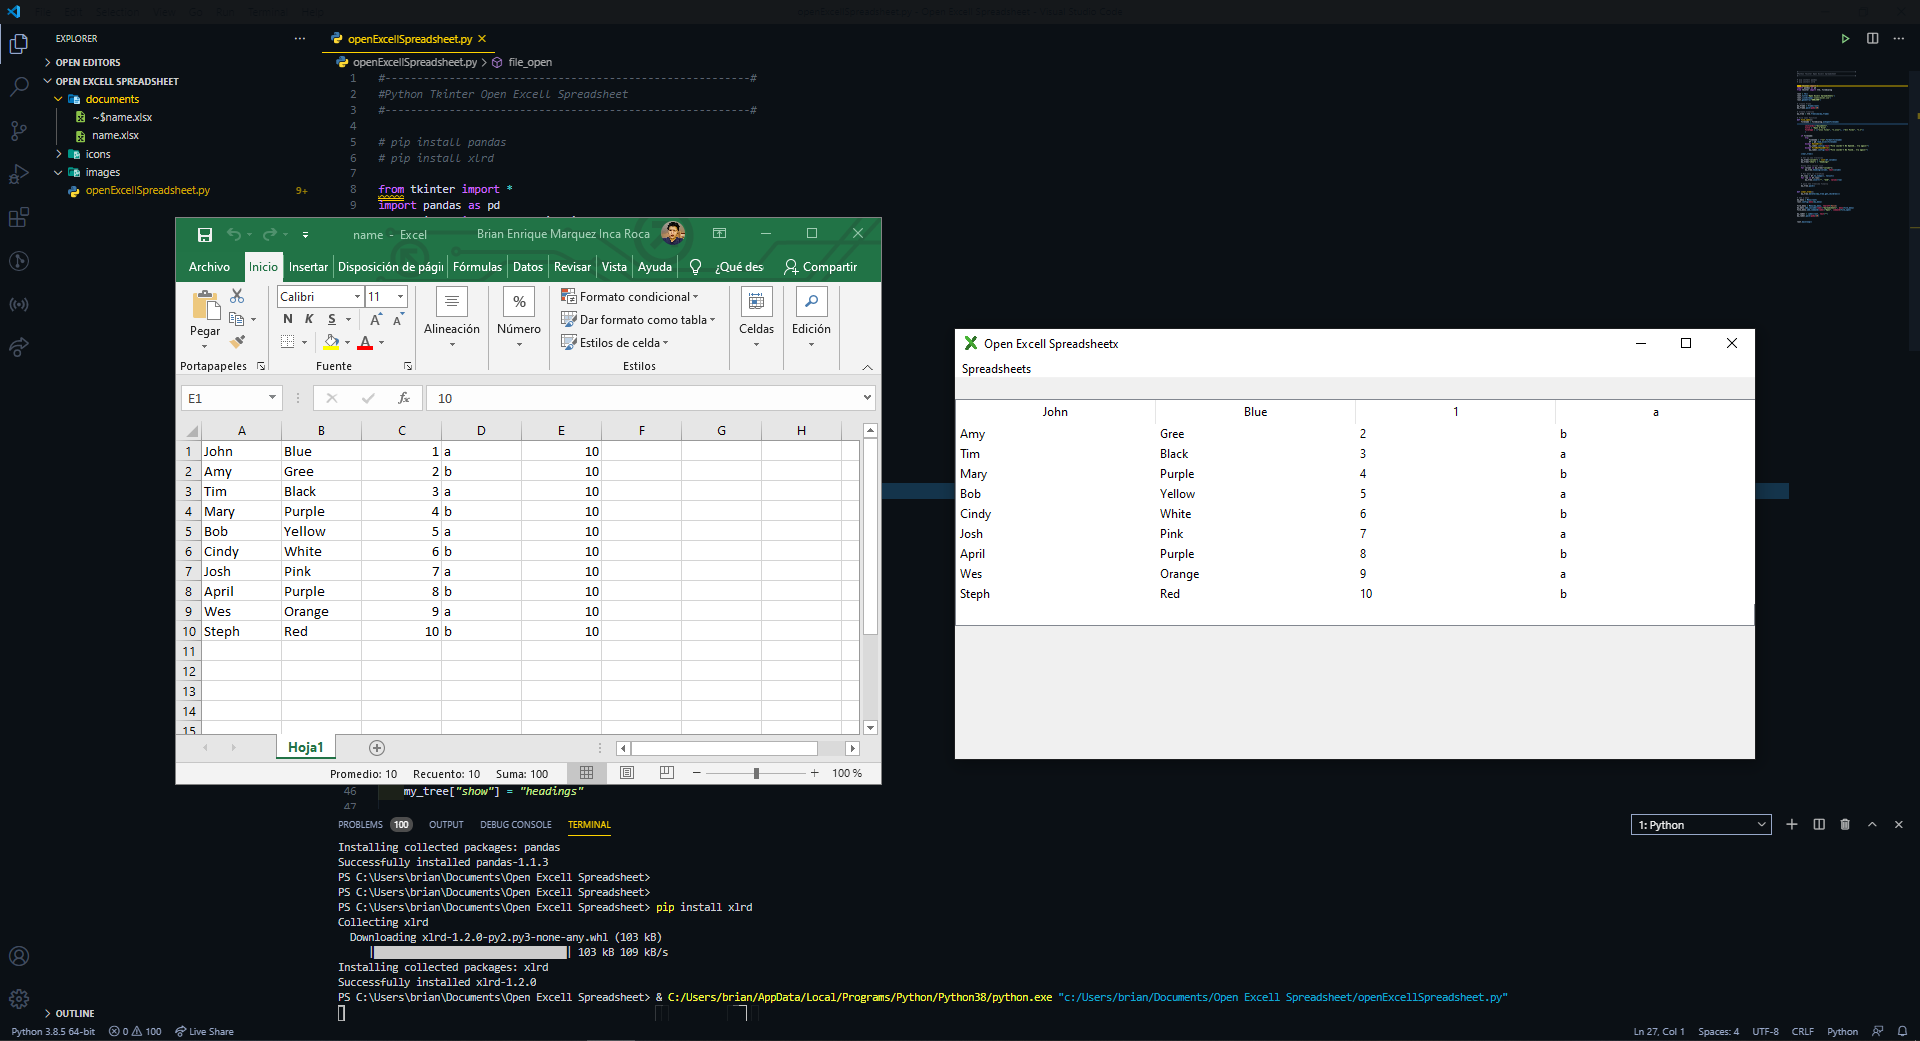 EXPLORER
OPEN EDITORS
OPEN EXCELL SPREADSHEET
documents
~$name.xlsx
name.xlsx
icons
images
openExcellSpreadsheet.py 9+
OUTLINE
openExcellSpreadsheet.py
openExcellSpreadsheet.py > file_open
1 #-------------------------------------------------------#
2 #Python Tkinter Open Excell Spreadsheet
3 #-------------------------------------------------------#
4
5 # pip install pandas
6 # pip install xlrd
7
8 from tkinter import *
9 import pandas as pd
name - Excel Brian Enrique Marquez Inca Roca
Archivo Inicio Insertar Disposición de pági Fórmulas Datos Revisar Vista Ayuda ¿Qué des Compartir
Pegar
Portapapeles
Calibri 11
N K S A A
A
Fuente
Alineación
%
Número
Formato condicional
Dar formato como tabla
Estilos de celda
Estilos
Celdas
Edición
E1 fx 10
A B C D E F G H
1 John Blue 1 a 10
2 Amy Gree 2 b 10
3 Tim Black 3 a 10
4 Mary Purple 4 b 10
5 Bob Yellow 5 a 10
6 Cindy White 6 b 10
7 Josh Pink 7 a 10
8 April Purple 8 b 10
9 Wes Orange 9 a 10
10 Steph Red 10 b 10
11
12
13
14
15
Hoja1
Promedio: 10 Recuento: 10 Suma: 100 100 %
Open Excell Spreadsheetx
Spreadsheets
John Blue 1 a
Amy Gree 2 b
Tim Black 3 a
Mary Purple 4 b
Bob Yellow 5 a
Cindy White 6 b
Josh Pink 7 a
April Purple 8 b
Wes Orange 9 a
Steph Red 10 b
46 my_tree["show"] = "headings"
47
PROBLEMS 100 OUTPUT DEBUG CONSOLE TERMINAL 1: Python
Installing collected packages: pandas
Successfully installed pandas-1.1.3
PS C:\Users\brian\Documents\Open Excell Spreadsheet>
PS C:\Users\brian\Documents\Open Excell Spreadsheet>
PS C:\Users\brian\Documents\Open Excell Spreadsheet> pip install xlrd
Collecting xlrd
Downloading xlrd-1.2.0-py2.py3-none-any.whl (103 kB)
| | 103 kB 109 kB/s
Installing collected packages: xlrd
Successfully installed xlrd-1.2.0
PS C:\Users\brian\Documents\Open Excell Spreadsheet> & C:/Users/brian/AppData/Local/Programs/Python/Python38/python.exe "c:/Users/brian/Documents/Open Excell Spreadsheet/openExcellSpreadsheet.py"
Python 3.8.5 64-bit 0 100 Live Share Ln 27, Col 1 Spaces: 4 UTF-8 CRLF Python